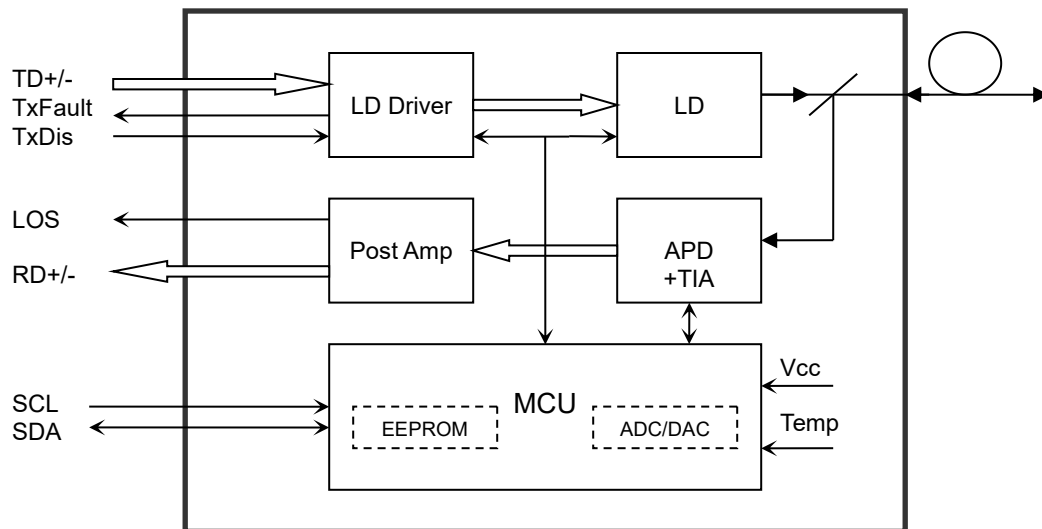 TD+/-
TxFault
TxDis
LD Driver
LD
LOS
RD+/-
Post Amp
APD
+TIA
SCL
SDA
MCU
EEPROM
ADC/DAC
Vcc
Temp